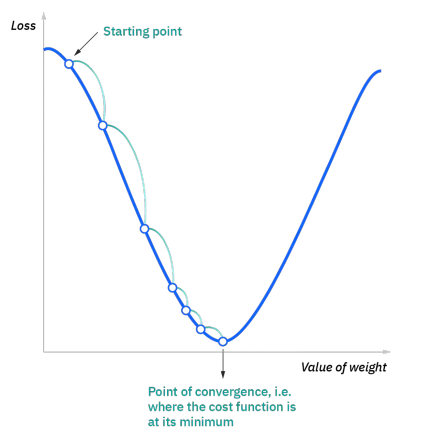 Loss
Starting point
Value of weight
Point of convergence, i.e.
where the cost function is
at its minimum